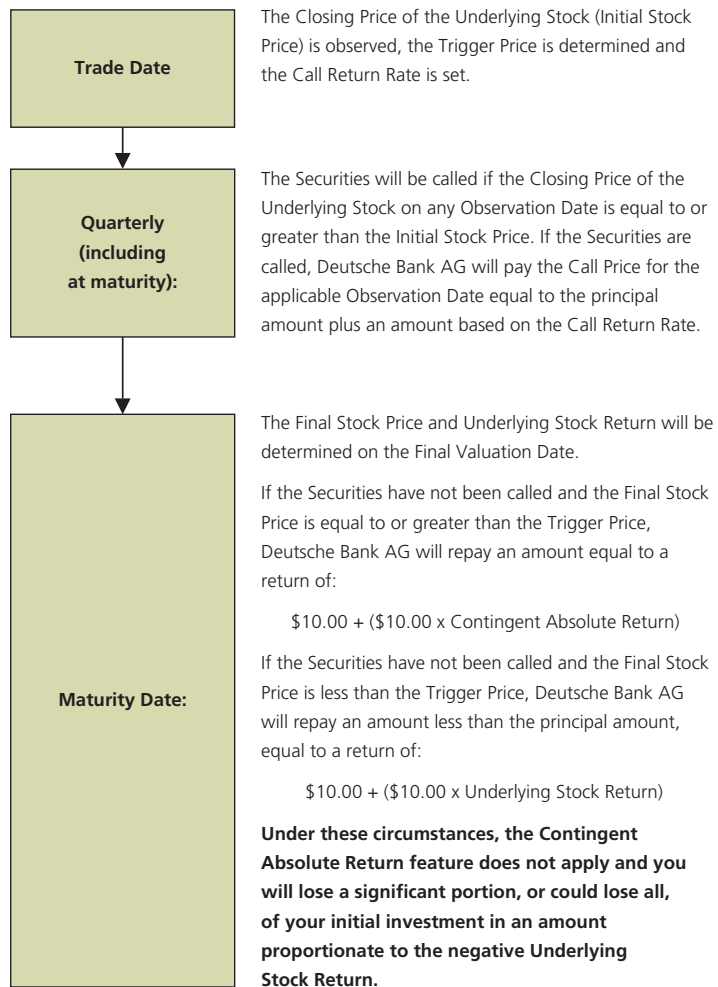 Trade Date
The Closing Price of the Underlying Stock (Initial Stock
Price) is observed, the Trigger Price is determined and
the Call Return Rate is set.
Quarterly
(including
at maturity):
The Securities will be called if the Closing Price of the
Underlying Stock on any Observation Date is equal to or
greater than the Initial Stock Price. If the Securities are
called, Deutsche Bank AG will pay the Call Price for the
applicable Observation Date equal to the principal
amount plus an amount based on the Call Return Rate.
Maturity Date:
The Final Stock Price and Underlying Stock Return will be
determined on the Final Valuation Date.
If the Securities have not been called and the Final Stock
Price is equal to or greater than the Trigger Price,
Deutsche Bank AG will repay an amount equal to a
return of:
$10.00 + ($10.00 x Contingent Absolute Return)
If the Securities have not been called and the Final Stock
Price is less than the Trigger Price, Deutsche Bank AG
will repay an amount less than the principal amount,
equal to a return of:
$10.00 + ($10.00 x Underlying Stock Return)
Under these circumstances, the Contingent
Absolute Return feature does not apply and you
will lose a significant portion, or could lose all,
of your initial investment in an amount
proportionate to the negative Underlying
Stock Return.